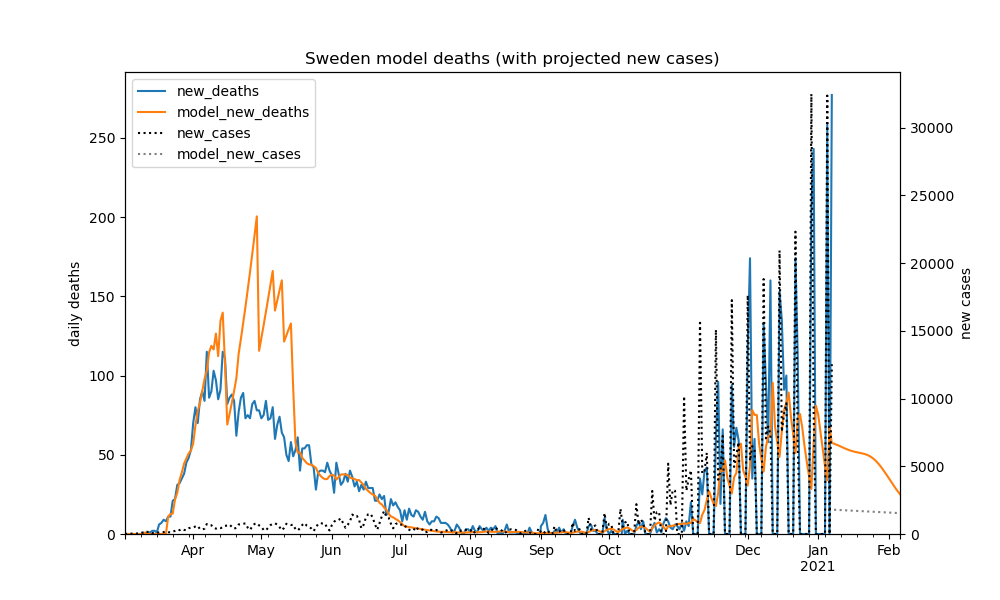 Sweden model deaths (with projected new cases)
new_deaths
model_new_deaths
new_cases
model_new_cases
daily deaths
250
200
150
100
50
0
new cases
30000
25000
20000
15000
10000
5000
0
Apr May Jun Jul Aug Sep Oct Nov Dec Jan Feb
2021